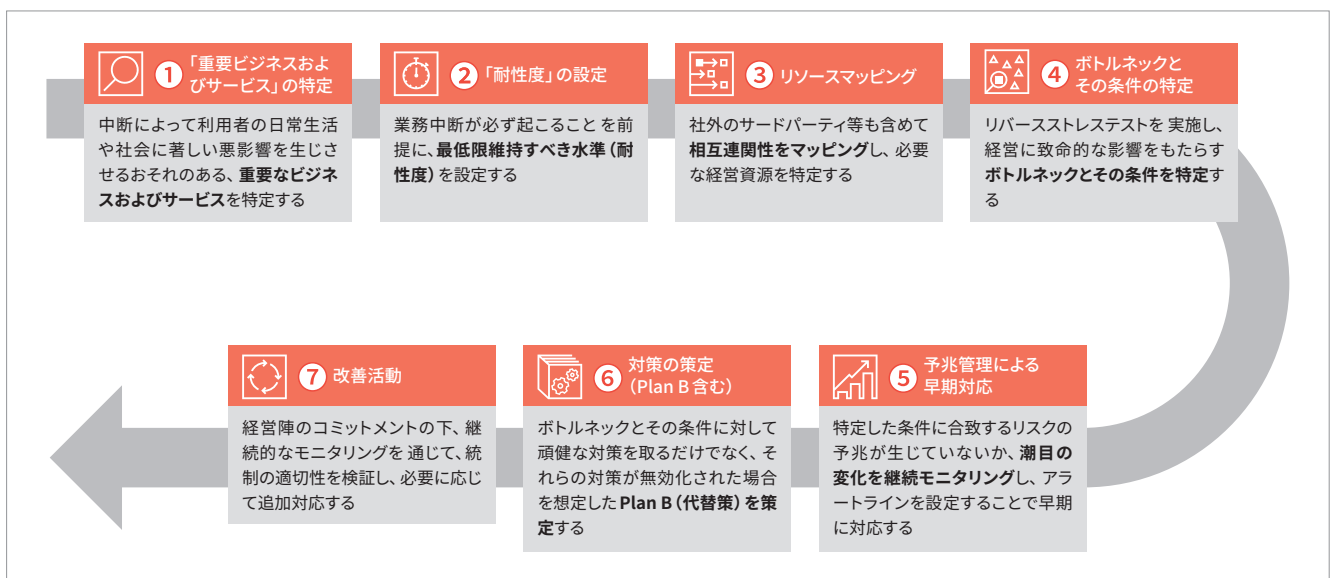 1 「重要ビジネスおよ
びサービス」の特定
中断によって利用者の日常生活
や社会に著しい悪影響を生じさ
せるおそれのある、重要なビジネ
スおよびサービスを特定する
2 「耐性度」の設定
業務中断が必ず起こること を前
提に、最低限維持すべき水準（耐
性度）を設定する
3 リソースマッピング
社外のサードパーティ等も含めて
相互連関性をマッピングし、必要
な経営資源を特定する
4 ボトルネックと
その条件の特定
リバースストレステストを 実施し、
経営に致命的な影響をもたらす
ボトルネックとその条件を特定す
る
5 予兆管理による
早期対応
特定した条件に合致するリスクの
予兆が生じていないか、潮目の
変化を継続モニタリングし、アラ
ートラインを設定することで早期
に対応する
6 対策の策定
（Plan B 含む）
ボトルネックとその条件に対して
頑健な対策を取るだけでなく、そ
れらの対策が無効化された場合
を想定した Plan B（代替策）を策
定する
7 改善活動
経営陣のコミットメントの下、継
続的なモニタリングを 通じて、統
制の適切性を検証し、必要に応じ
て追加対応する